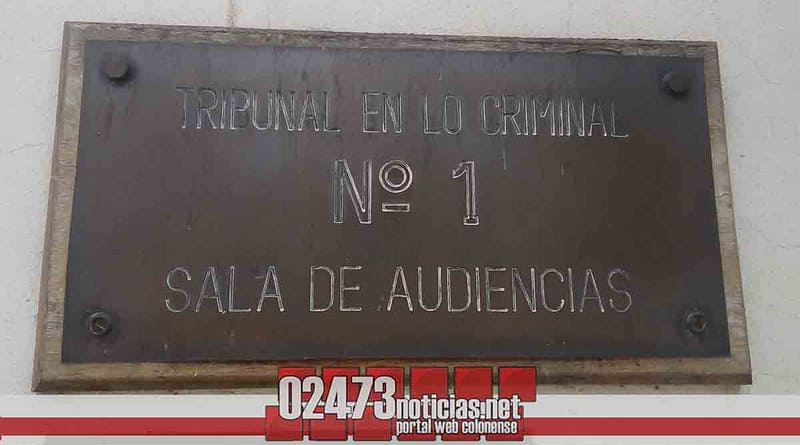 TRIBUNAL EN LO CRIMINAL
Nº 1
SALA DE AUDIENCIAS
02473noticias.net
portal web colonense